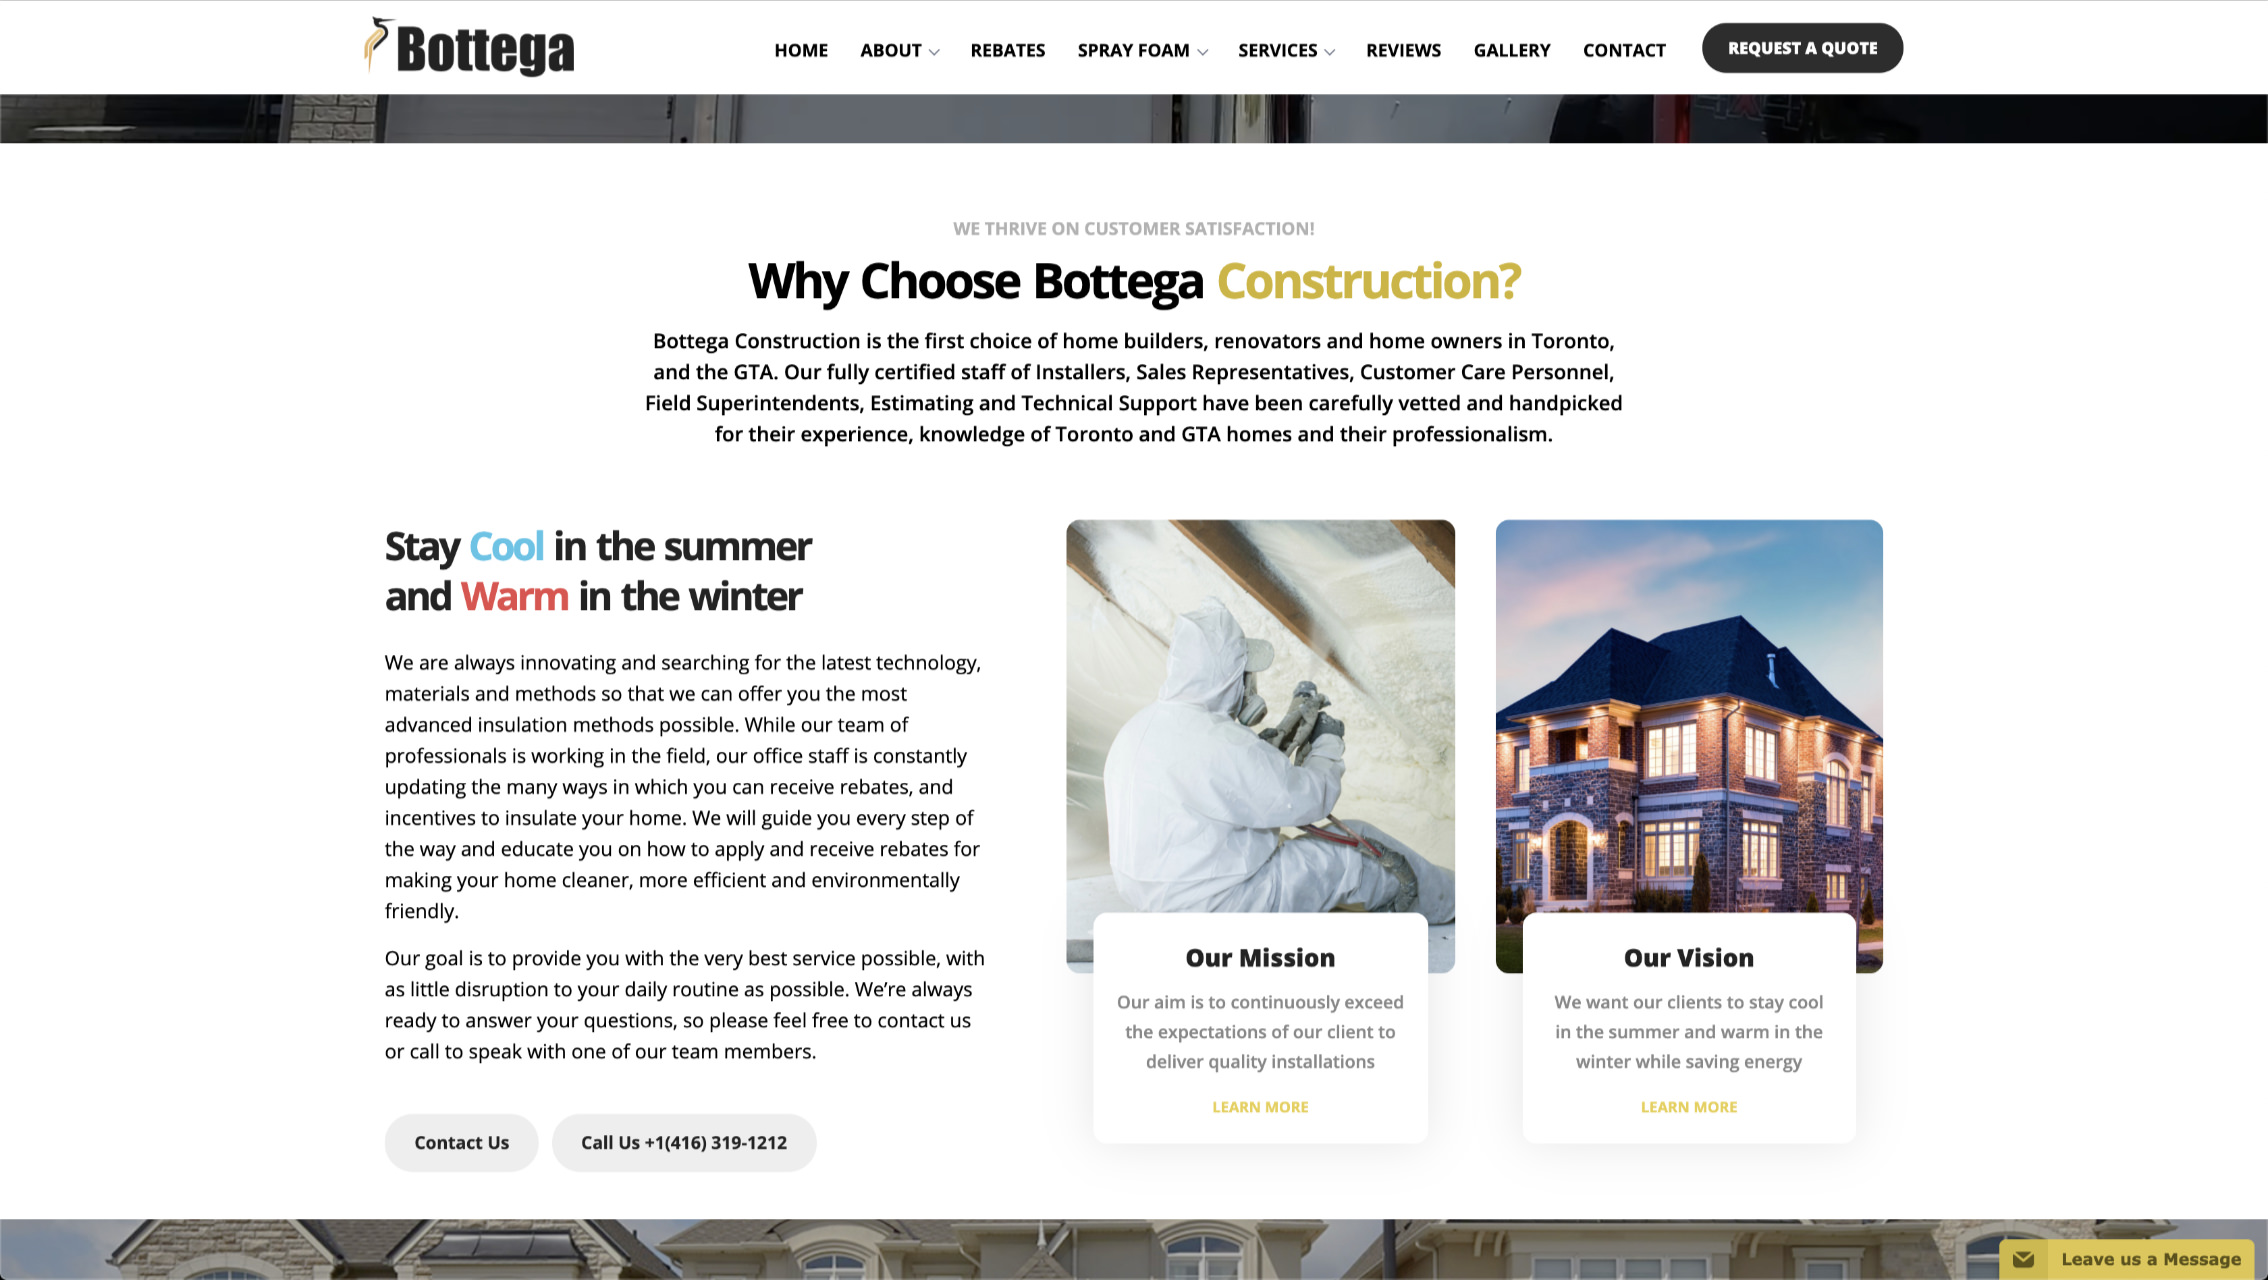 Bottega
HOME ABOUT REBATES SPRAY FOAM SERVICES REVIEWS GALLERY CONTACT REQUEST A QUOTE
WE THRIVE ON CUSTOMER SATISFACTION!
Why Choose Bottega Construction?
Bottega Construction is the first choice of home builders, renovators and home owners in Toronto,
and the GTA. Our fully certified staff of Installers, Sales Representatives, Customer Care Personnel,
Field Superintendents, Estimating and Technical Support have been carefully vetted and handpicked
for their experience, knowledge of Toronto and GTA homes and their professionalism.
Stay Cool in the summer
and Warm in the winter
We are always innovating and searching for the latest technology,
materials and methods so that we can offer you the most
advanced insulation methods possible. While our team of
professionals is working in the field, our office staff is constantly
updating the many ways in which you can receive rebates, and
incentives to insulate your home. We will guide you every step of
the way and educate you on how to apply and receive rebates for
making your home cleaner, more efficient and environmentally
friendly.
Our goal is to provide you with the very best service possible, with
as little disruption to your daily routine as possible. We’re always
ready to answer your questions, so please feel free to contact us
or call to speak with one of our team members.
Contact Us
Call Us +1(416) 319-1212
Our Mission
Our aim is to continuously exceed
the expectations of our client to
deliver quality installations
LEARN MORE
Our Vision
We want our clients to stay cool
in the summer and warm in the
winter while saving energy
LEARN MORE
Leave us a Message